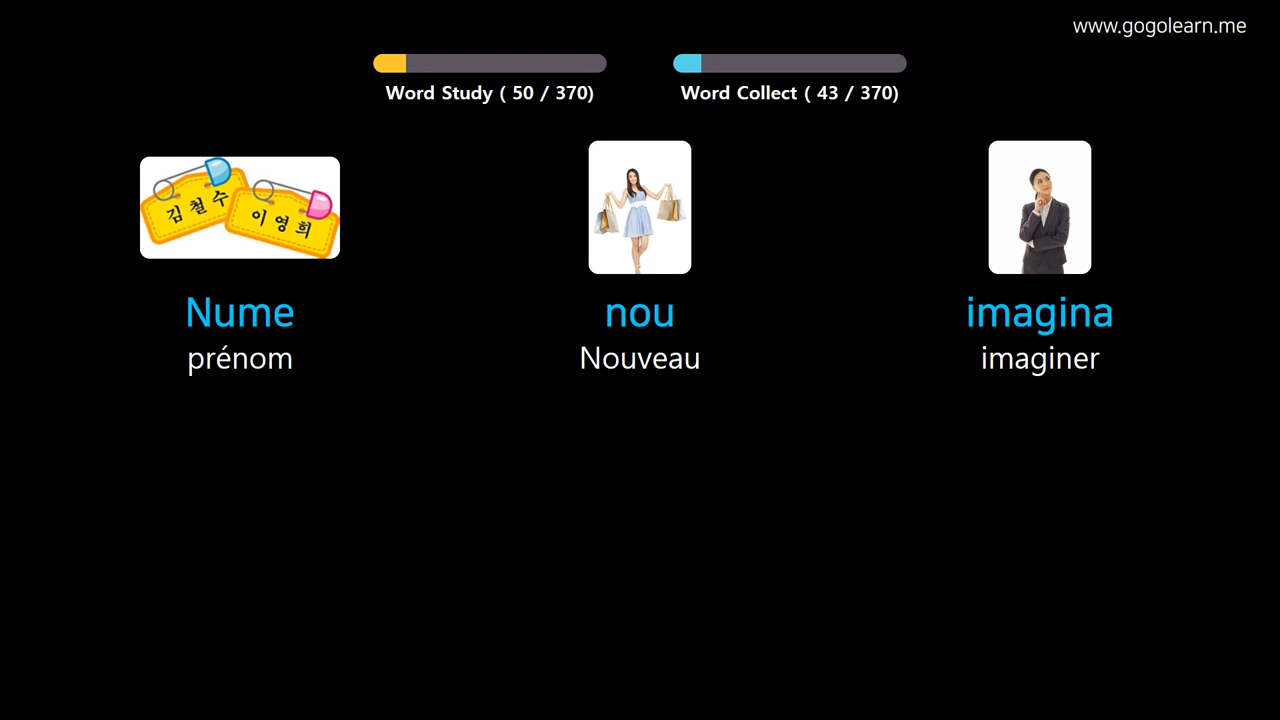 www.gogolearn.me
Word Study ( 50 / 370)
Word Collect ( 43 / 370)
김철수
이영희
Nume
nou
imagina
prénom
Nouveau
imaginer